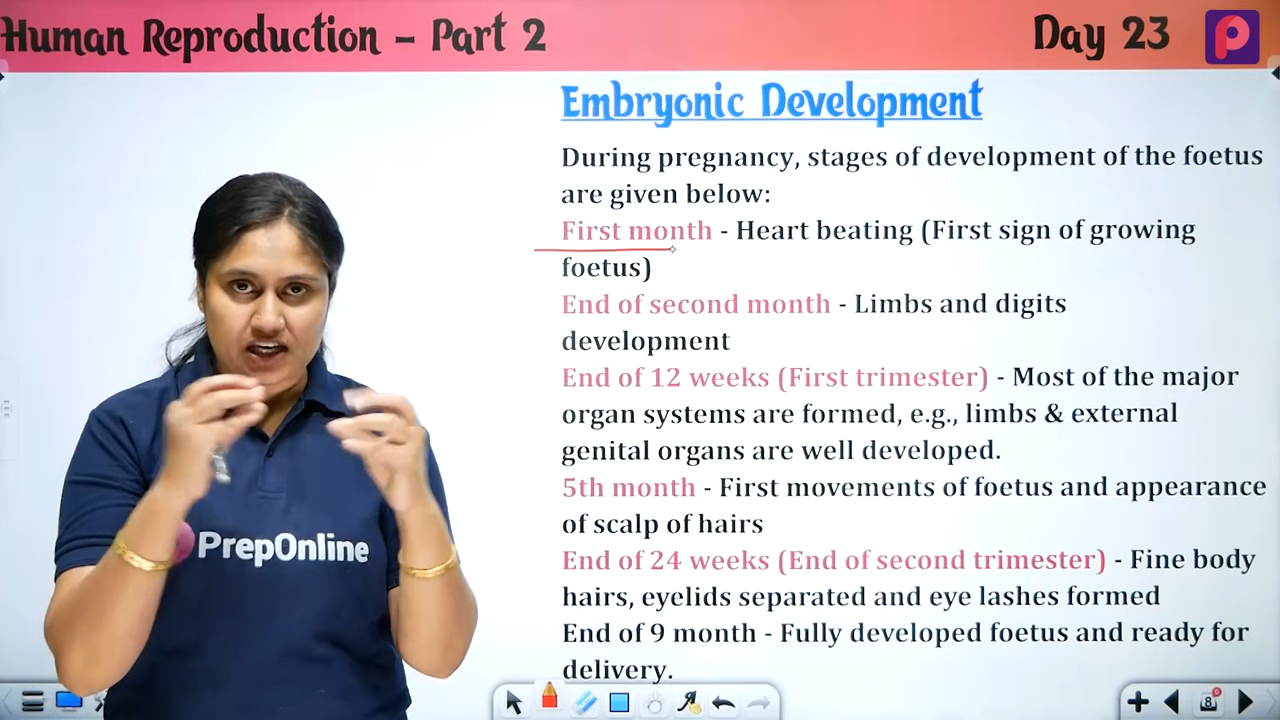 Human Reproduction – Part 2
Day 23
Embryonic Development
During pregnancy, stages of development of the foetus
are given below:
First month - Heart beating (First sign of growing
foetus)
End of second month - Limbs and digits
development
End of 12 weeks (First trimester) - Most of the major
organ systems are formed, e.g., limbs & external
genital organs are well developed.
5th month - First movements of foetus and appearance
of scalp of hairs
End of 24 weeks (End of second trimester) - Fine body
hairs, eyelids separated and eye lashes formed
End of 9 month - Fully developed foetus and ready for
delivery.
PrepOnline
8